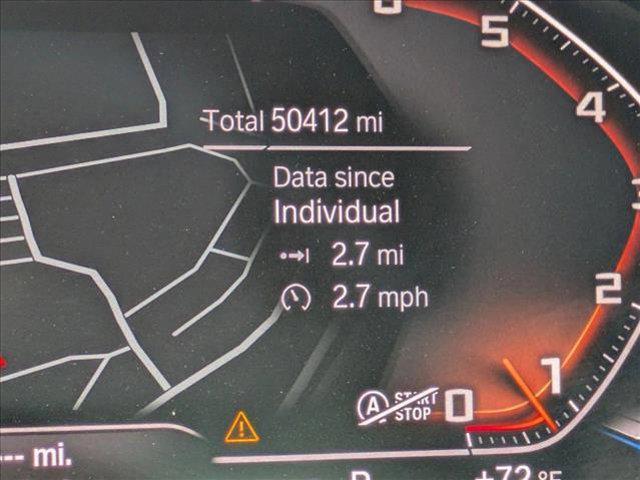 Total 50412 mi
Data since
Individual
2.7 mi
2.7 mph
5
4
2
1
0
A START STOP
--- mi.
+72 °F